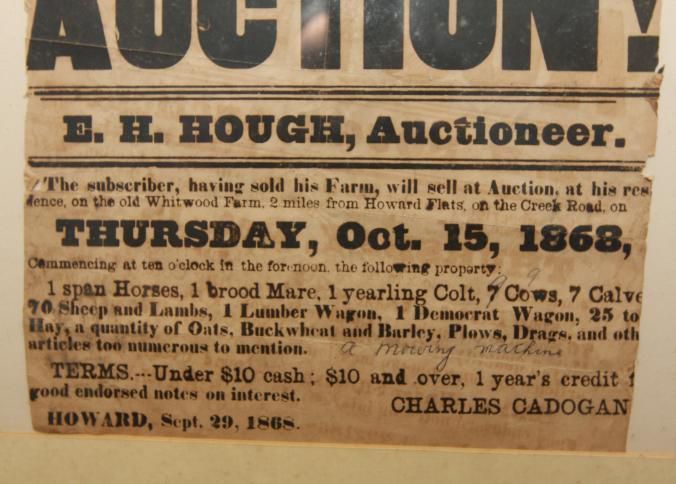 AUCTION!
E. H. HOUGH, Auctioneer.
The subscriber, having sold his Farm, will sell at Auction, at his res
dence, on the old Whitwood Farm, 2 miles from Howard Flats, on the Creek Road, on
THURSDAY, Oct. 15, 1868,
Commencing at ten o'clock in the forenoon, the following property:
1 span Horses, 1 brood Mare, 1 yearling Colt, 7 Cows, 7 Calve
70 Sheep and Lambs, 1 Lumber Wagon, 1 Democrat Wagon, 25 to
Hay, a quantity of Oats, Buckwheat and Barley, Plows, Drags, and oth
articles too numerous to mention. a mowing machine
TERMS.---Under $10 cash; $10 and over, 1 year's credit
good endorsed notes on interest.
CHARLES CADOGAN
HOWARD, Sept. 29, 1868.